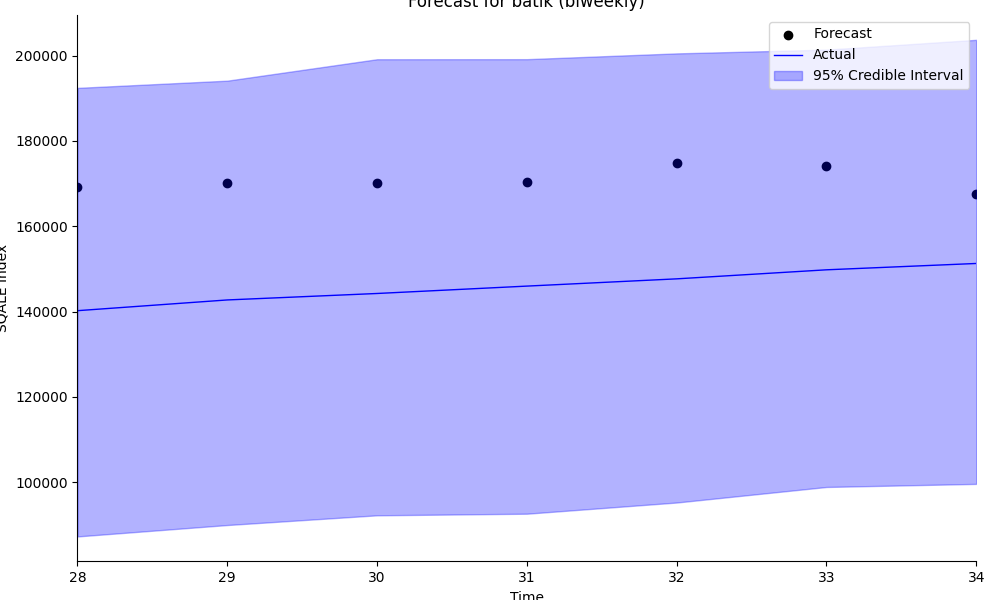 Forecast for batik (biweekly)
Forecast
Actual
95% Credible Interval
200000
180000
160000
140000
120000
100000
SQALE Index
28
29
30
31
32
33
34
Time